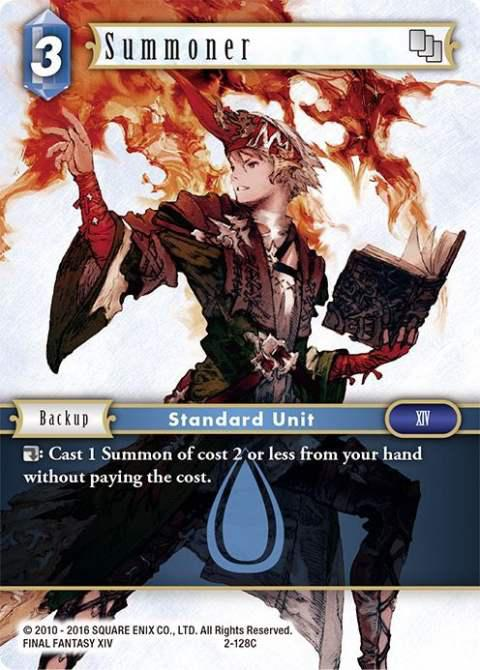 3
Summoner
Backup
Standard Unit
XIV
: Cast 1 Summon of cost 2 or less from your hand
without paying the cost.
© 2010 - 2016 SQUARE ENIX CO., LTD. All Rights Reserved.
FINAL FANTASY XIV
2-128C